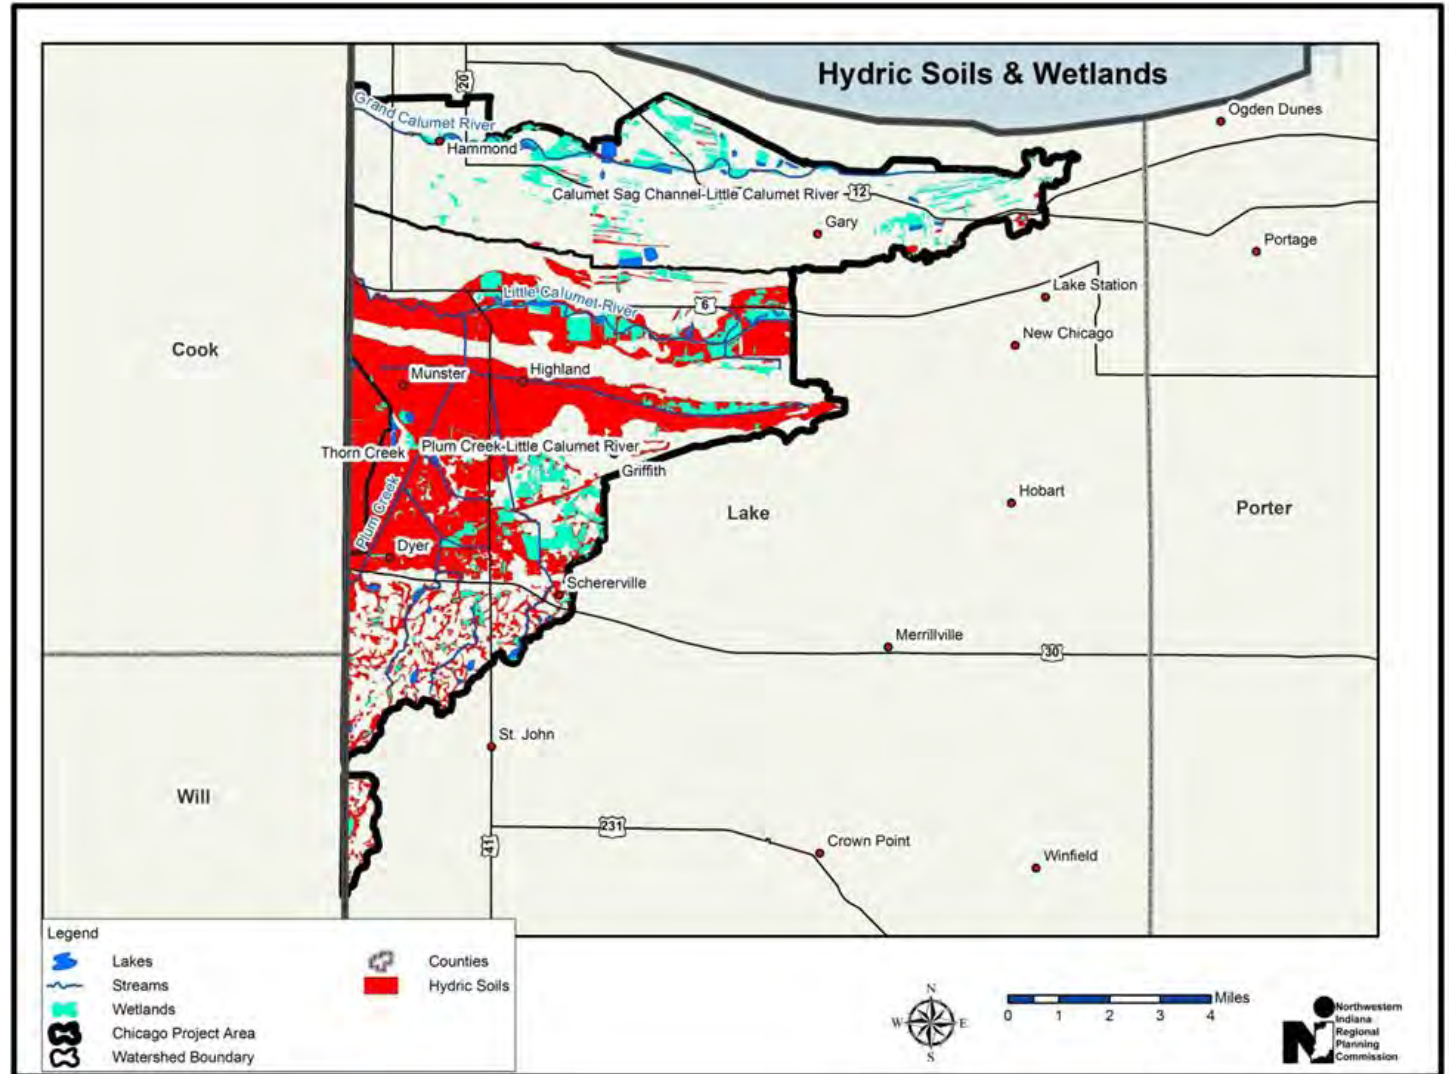 Hydric Soils & Wetlands
Ogden Dunes
20
Grand Calumet River
Hammond
Calumet Sag Channel-Little Calumet River
12
Gary
Portage
Lake Station
Little Calumet River
6
New Chicago
Cook
Munster
Highland
Thorn Creek
Plum Creek-Little Calumet River
Griffith
Plum Creek
Hobart
Lake
Porter
Dyer
Schererville
Merrillville
30
St. John
Will
231
41
Crown Point
Winfield
Legend
Lakes
Streams
Wetlands
Chicago Project Area
Watershed Boundary
Counties
Hydric Soils
N
W
E
S
Miles
0 1 2 3 4
Northwestern
Indiana
Regional
Planning
Commission